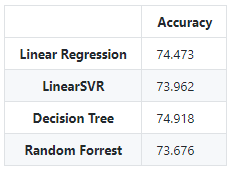 Accuracy
Linear Regression 74.473
LinearSVR 73.962
Decision Tree 74.918
Random Forrest 73.676